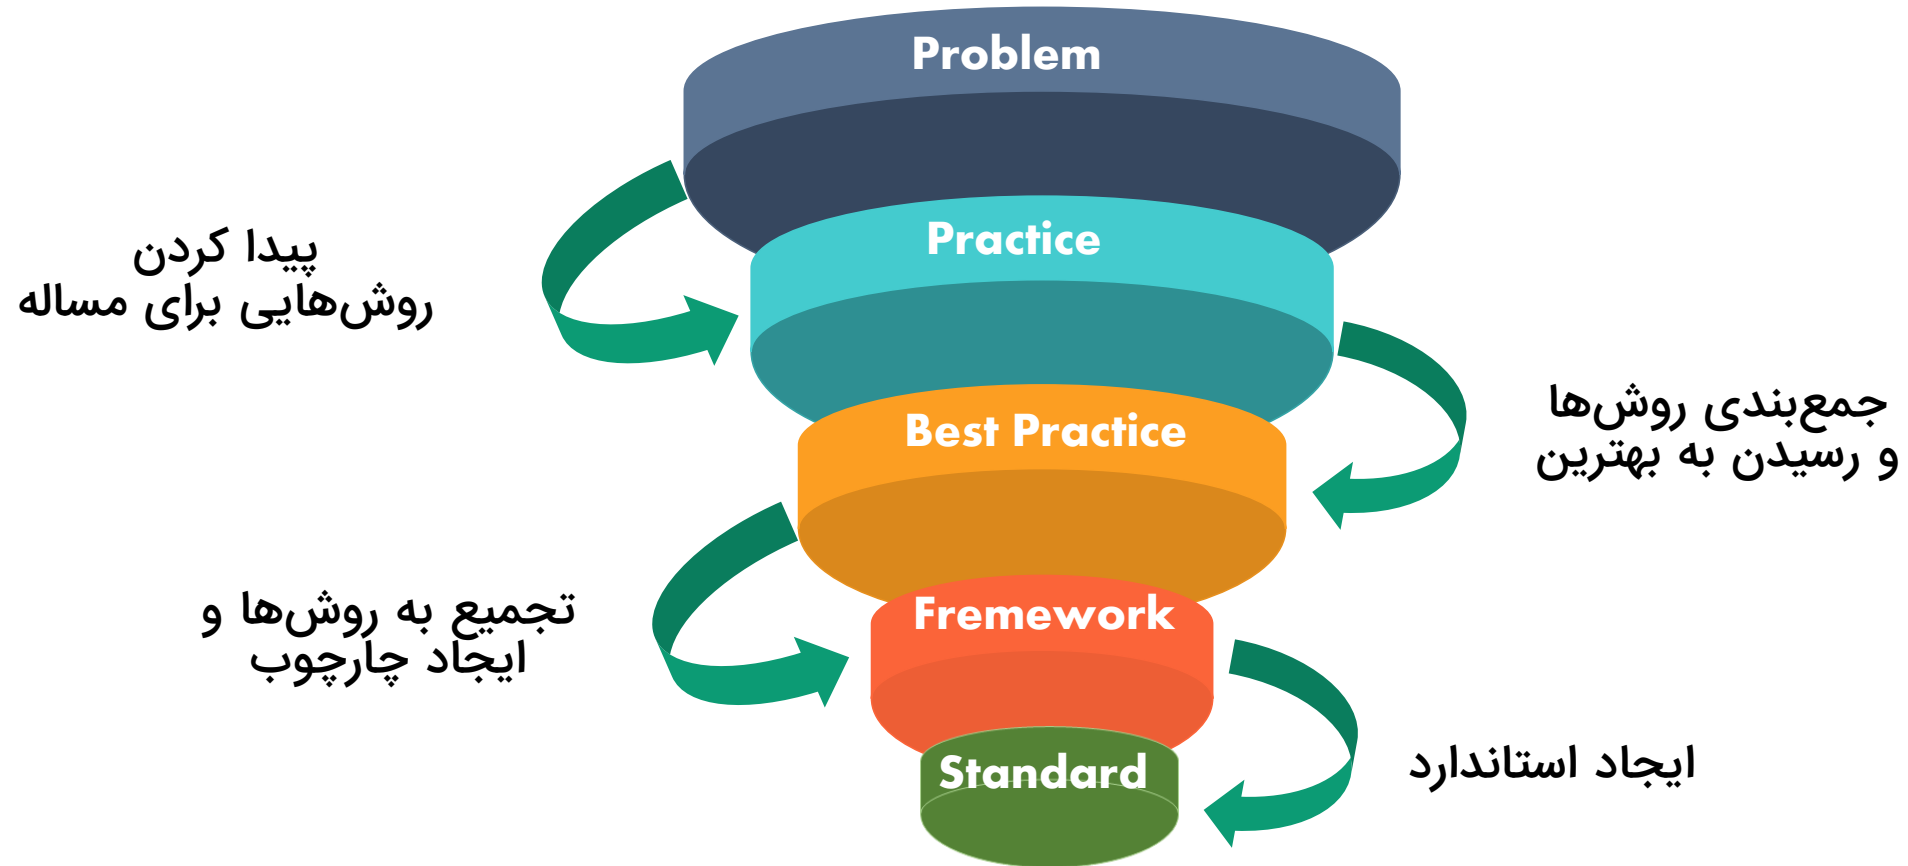 Problem
Practice
پیدا کردن
روش‌هایی برای مساله
Best Practice
جمع‌بندی روش‌ها
و رسیدن به بهترین
Fremework
تجمیع به روش‌ها و
ایجاد چارچوب
Standard
ایجاد استاندارد